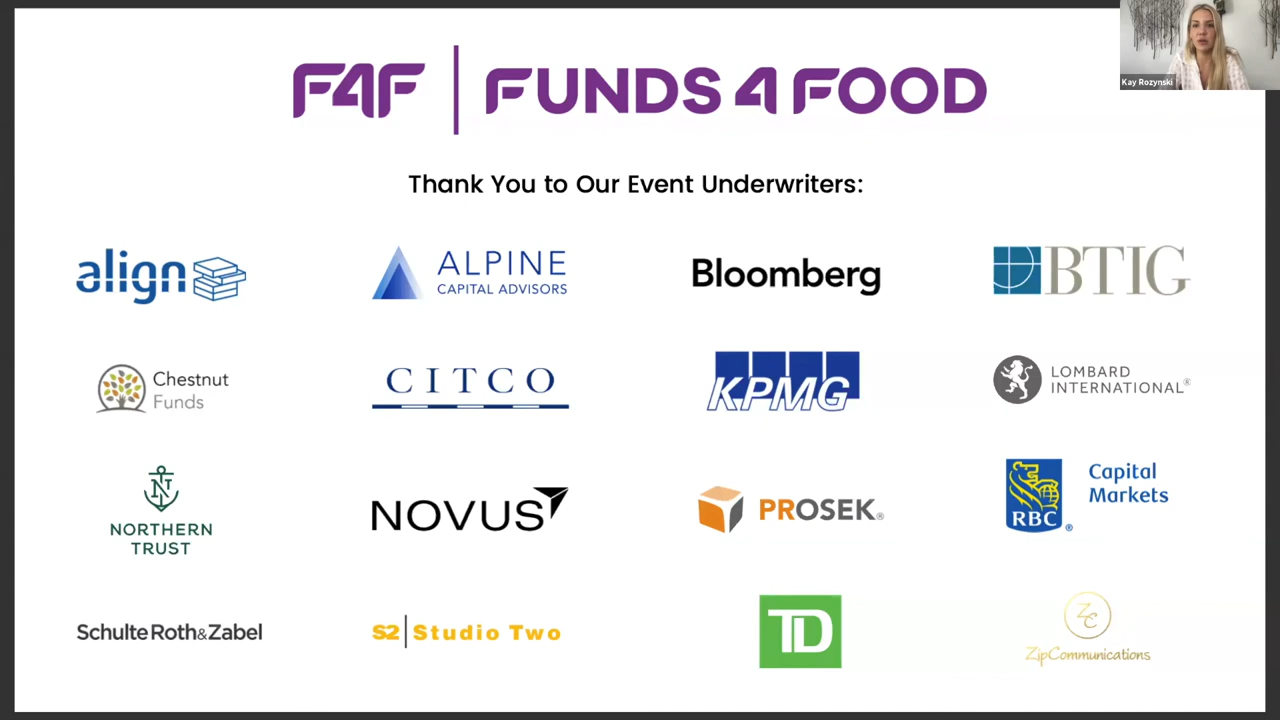 F4F | FUNDS 4 FOOD
Kay Rozynski
Thank You to Our Event Underwriters:
align
ALPINE
CAPITAL ADVISORS
Bloomberg
BTIG
Chestnut
Funds
CITCO
KPMG
LOMBARD
INTERNATIONAL®
NT
NORTHERN
TRUST
NOVUS
PROSEK®
RBC®
Capital
Markets
Schulte Roth&Zabel
S2 | Studio Two
TD
ZC
ZipCommunications